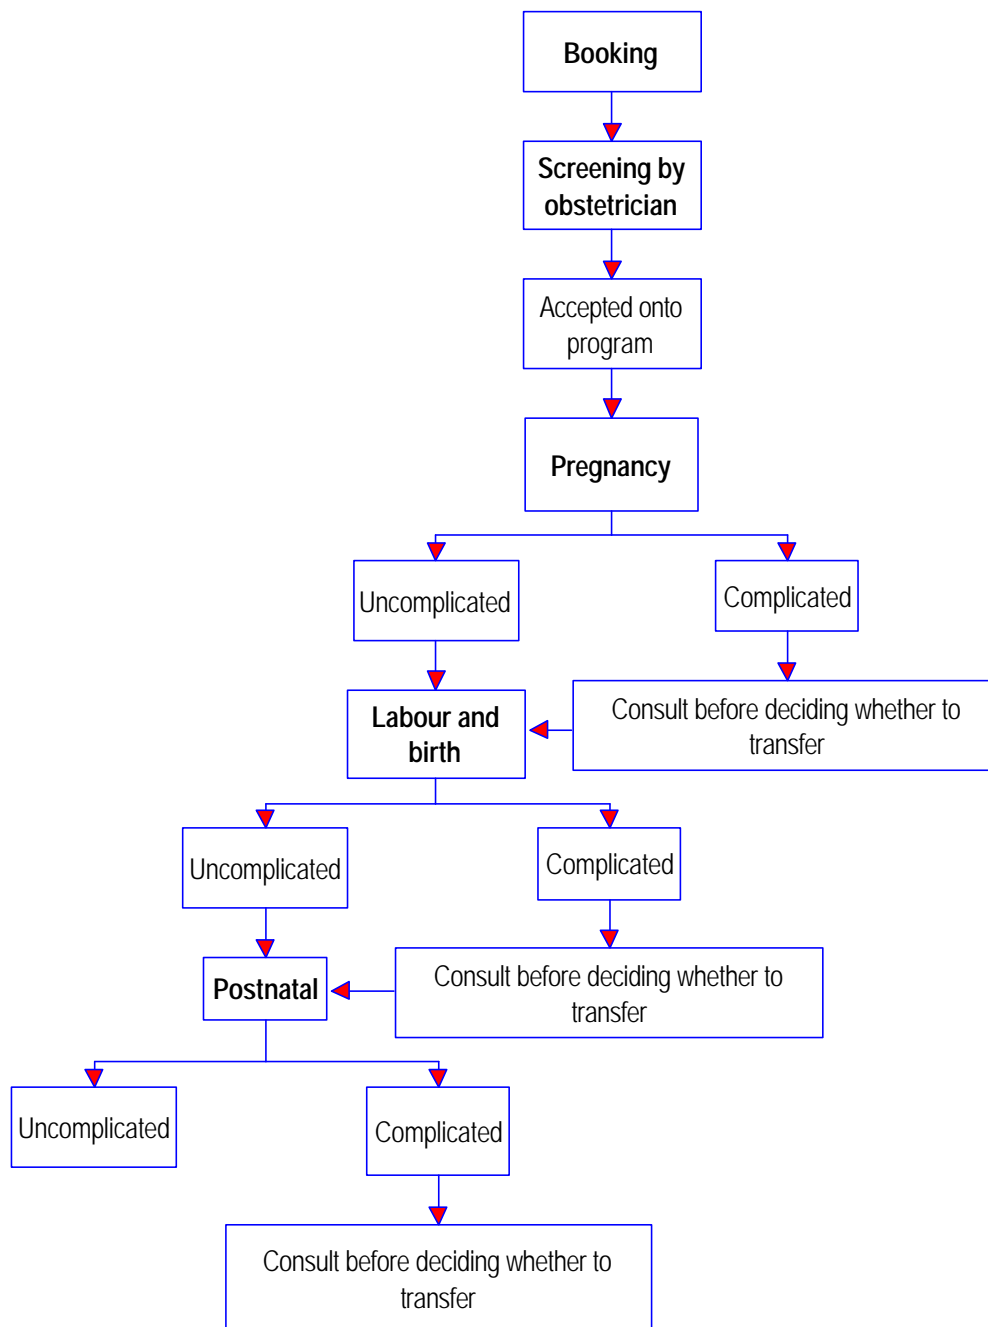 Booking
Screening by
obstetrician
Accepted onto
program
Pregnancy
Uncomplicated
Complicated
Consult before deciding whether to
transfer
Labour and
birth
Uncomplicated
Complicated
Consult before deciding whether to
transfer
Postnatal
Uncomplicated
Complicated
Consult before deciding whether to
transfer